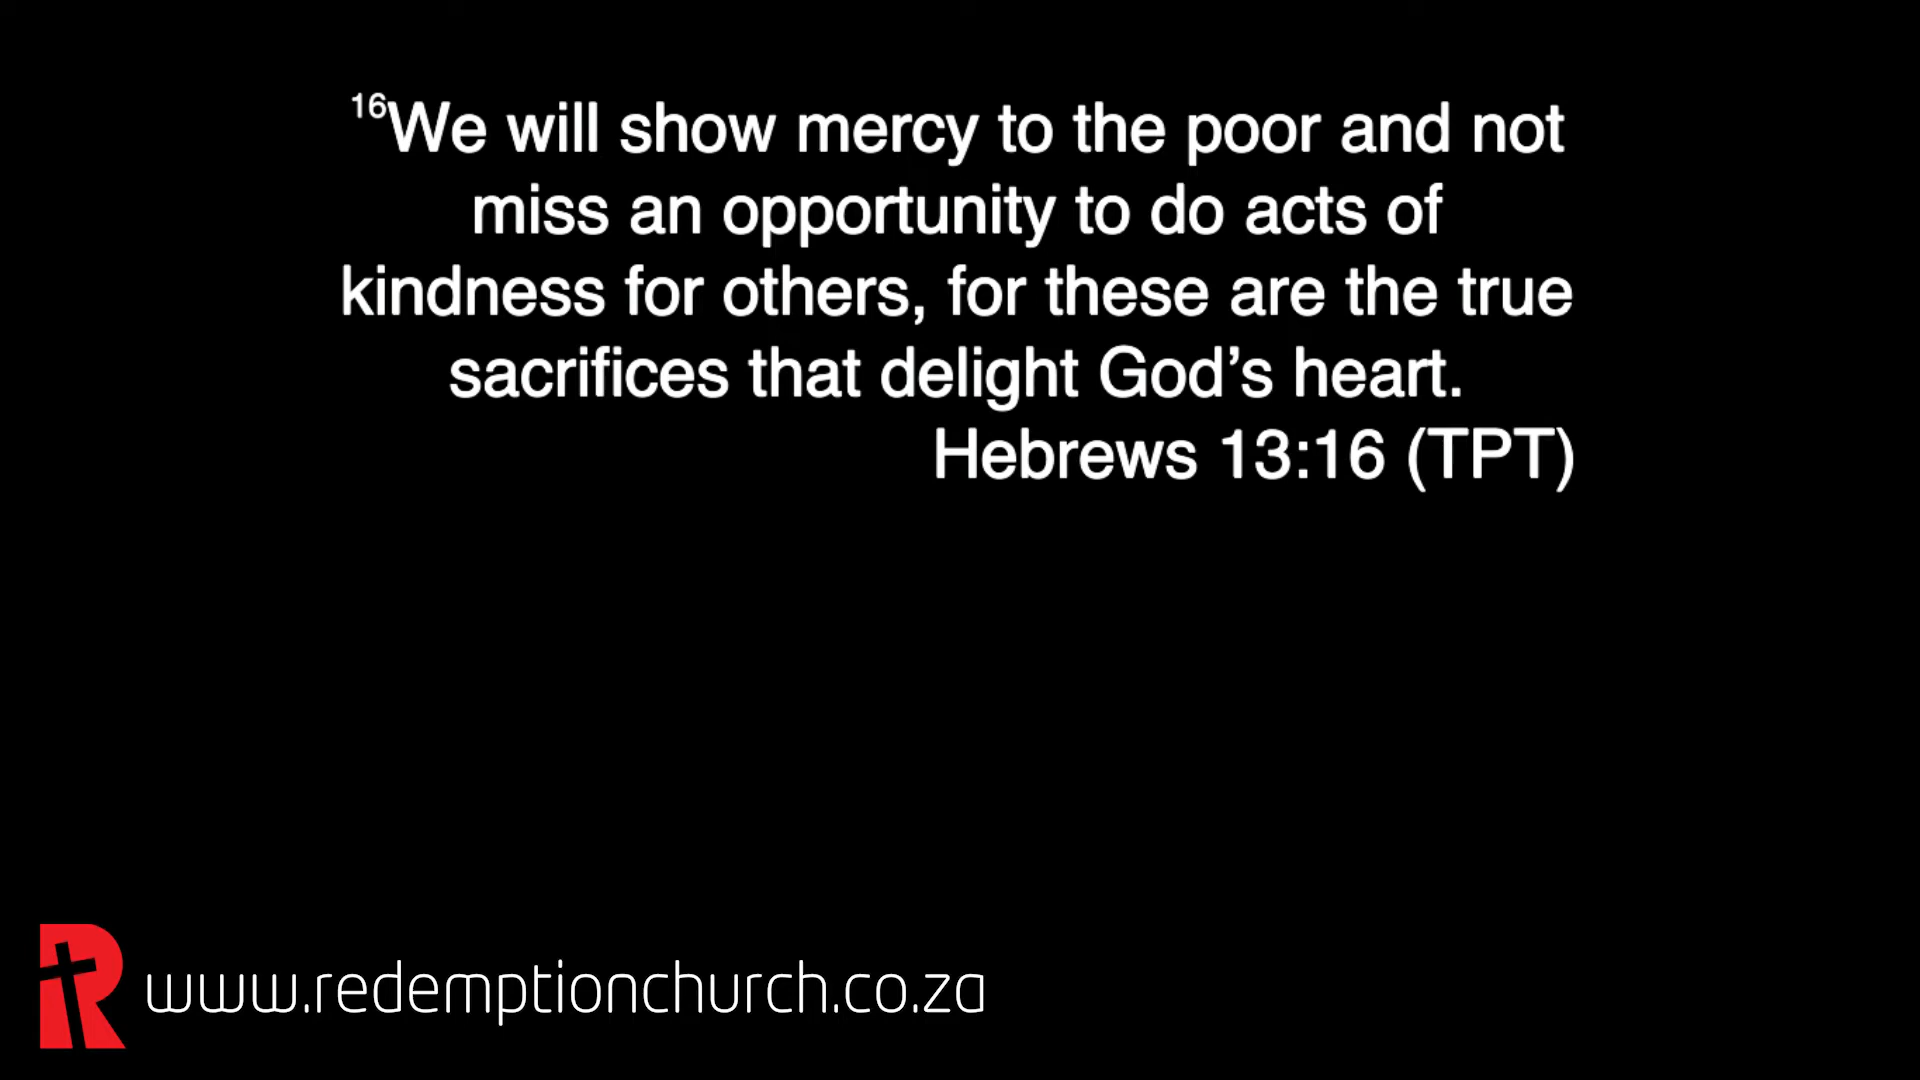 16We will show mercy to the poor and not
miss an opportunity to do acts of
kindness for others, for these are the true
sacrifices that delight God’s heart.
Hebrews 13:16 (TPT)
www.redemptionchurch.co.za